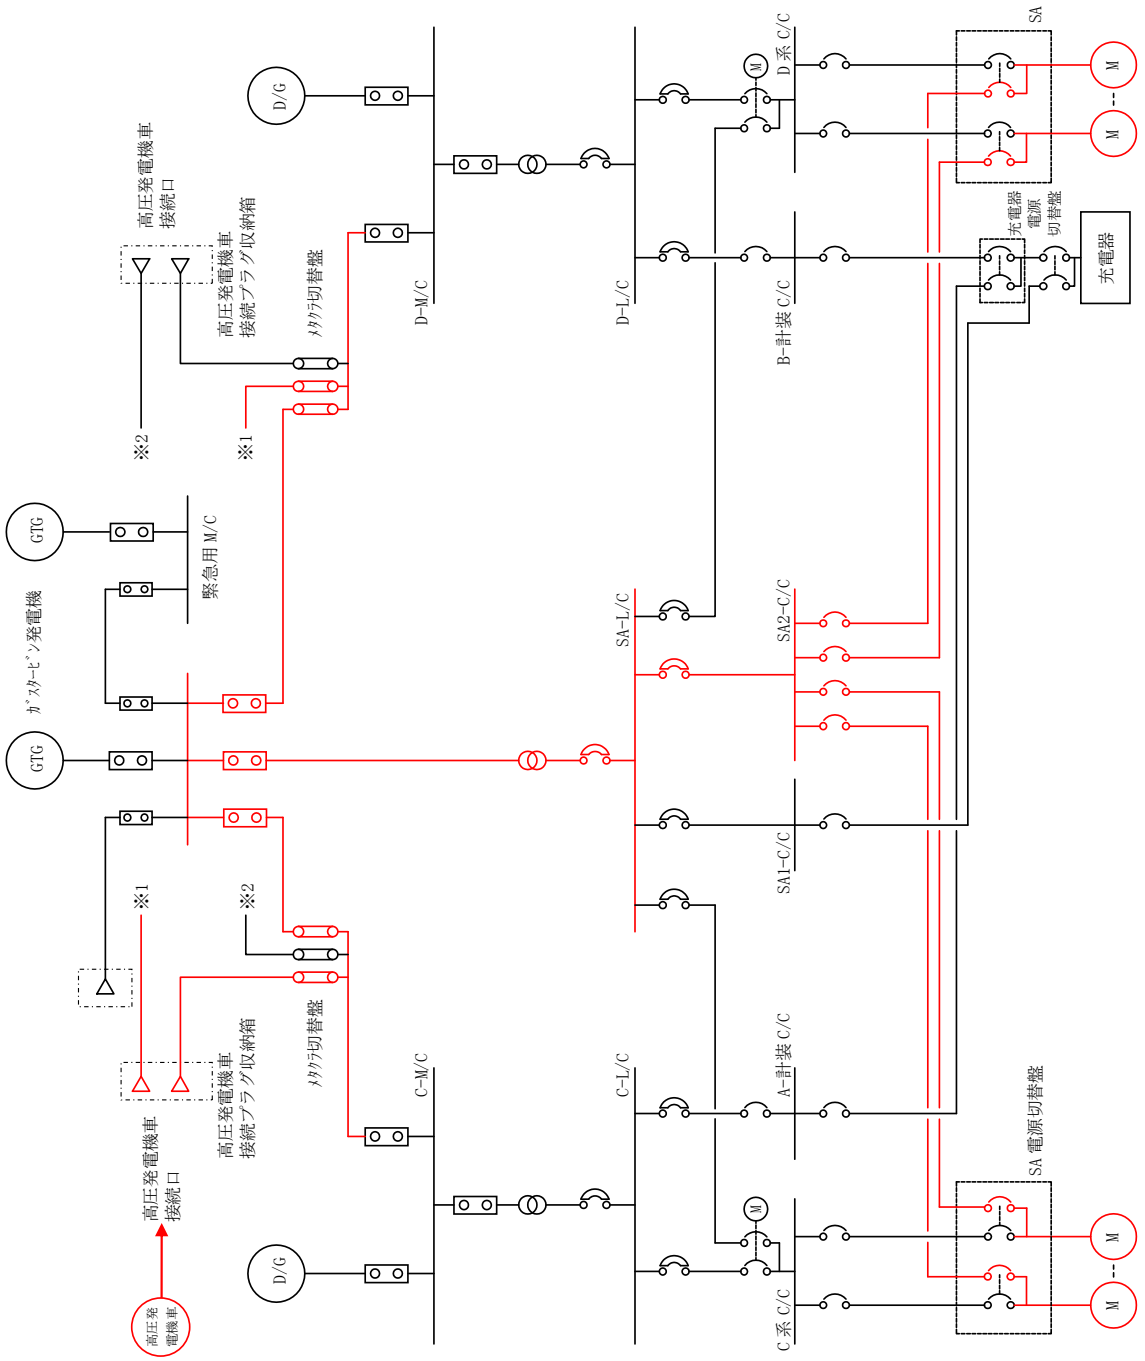 GTG
ｶﾞｽﾀｰﾋﾞﾝ発電機
GTG
高圧発
電機車
高圧発電機車
接続口
※1
※2
高圧発電機車
接続口
緊急用 M/C
高圧発電機車
接続プラグ収納箱
※2
※1
高圧発電機車
接続プラグ収納箱
D/G
D/G
ﾒﾀｸﾗ切替盤
ﾒﾀｸﾗ切替盤
C-M/C
D-M/C
C-L/C
SA-L/C
D-L/C
M
M
C 系 C/C
A-計装 C/C
SA1-C/C
SA2-C/C
B-計装 C/C
D 系 C/C
SA 電源切替盤
充電器
電源
切替盤
SA
充電器
M
M
M
M